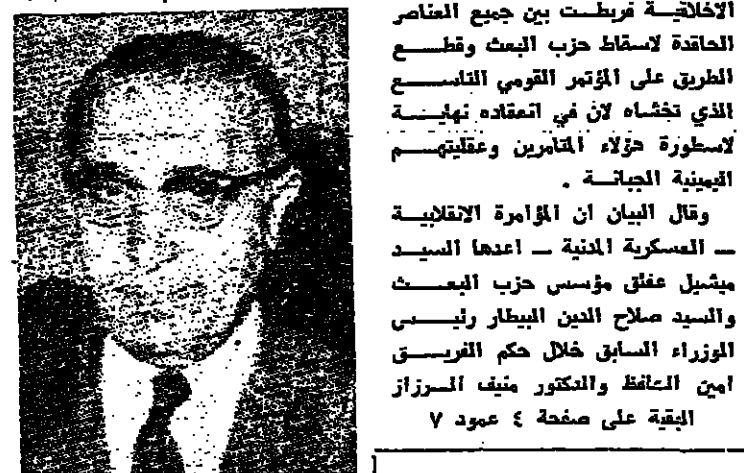 الاخلاقية فربطت بين جميع العناصر
الحاقدة لاسقاط حزب البعث وقطع
الطريق على المؤتمر القومي التاسع
الذي تخشاه لان في انعقاده نهاية
لاسطورة هؤلاء المتامرين وعقليتهم
اليمينية الجبانة .
وقال البيان ان المؤامرة الانقلابية
— العسكرية المدنية — اعدها السيد
ميشيل عفلق مؤسس حزب البعث
والسيد صلاح الدين البيطار رئيس
الوزراء السابق خلال حكم الفريق
امين الحافظ والدكتور منيف الرزاز
البقية على صفحة ٤ عمود ٧